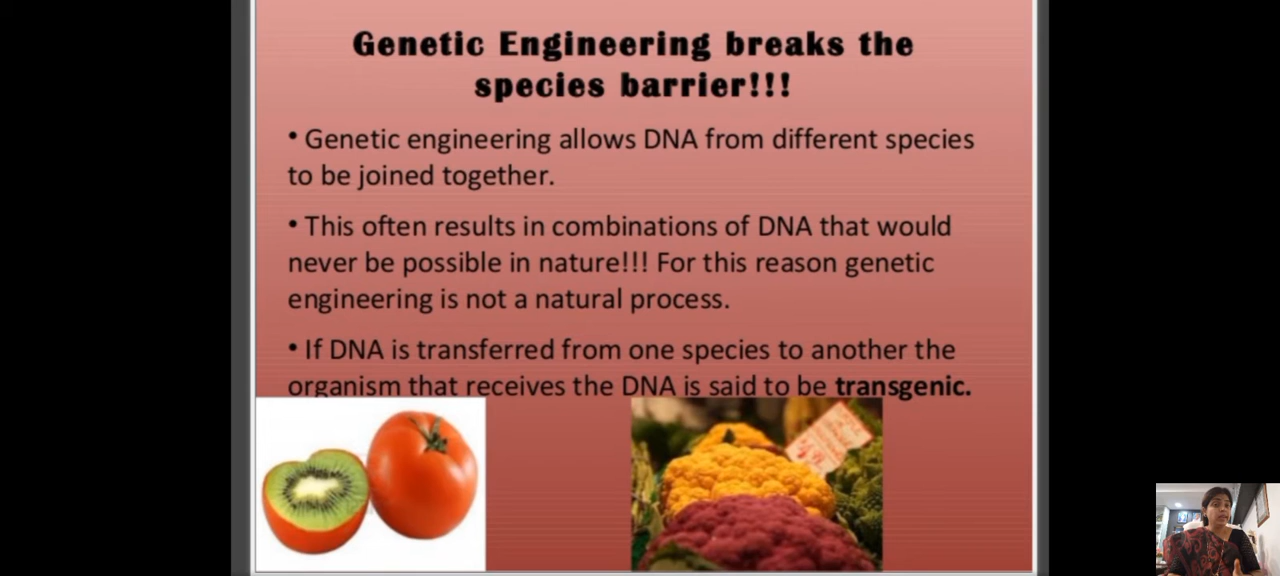 Genetic Engineering breaks the
species barrier!!!
• Genetic engineering allows DNA from different species
to be joined together.
• This often results in combinations of DNA that would
never be possible in nature!!! For this reason genetic
engineering is not a natural process.
• If DNA is transferred from one species to another the
organism that receives the DNA is said to be transgenic.